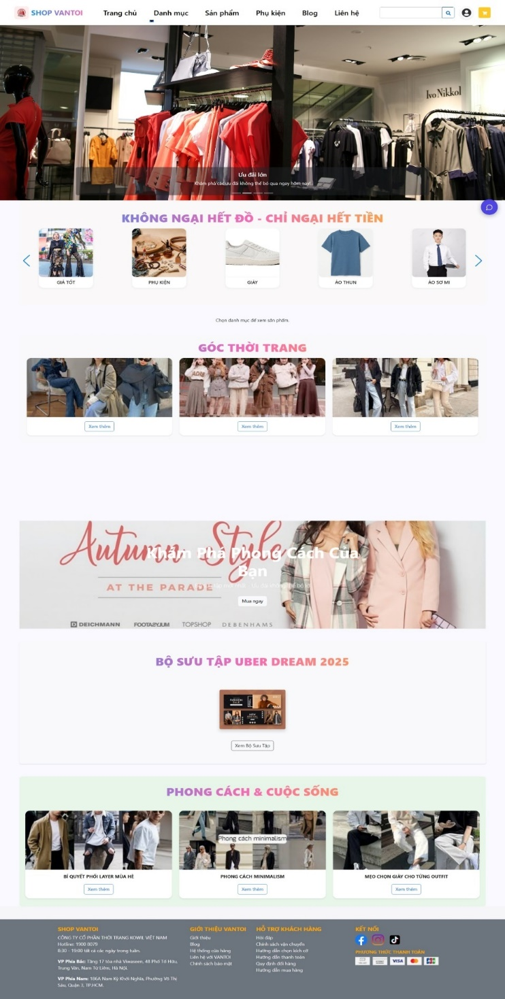 SHOP VANTOI
Trang chủ Danh mục Sản phẩm Phụ kiện Blog Liên hệ
Ivo Nikkol
Ưu đãi lớn
Khám phá các ưu đãi không thể bỏ qua ngay hôm nay!
KHÔNG NGẠI HẾT ĐỒ - CHỈ NGẠI HẾT TIỀN
GIÁ TỐT PHỤ KIỆN GIÀY ÁO THUN ÁO SƠ MI
Chọn danh mục để xem sản phẩm.
GÓC THỜI TRANG
Xem thêm Xem thêm Xem thêm
Autumn Style
Khám Phá Phong Cách Của
Bạn
AT THE PARADE
Mua ngay
DEICHMANN FOOTASYLUM TOPSHOP DEBENHAMS
BỘ SƯU TẬP UBER DREAM 2025
FASHION
SALE
Xem Bộ Sưu Tập
PHONG CÁCH & CUỘC SỐNG
Phong cách minimalism
BÍ QUYẾT PHỐI LAYER MÙA HÈ PHONG CÁCH MINIMALISM MẸO CHỌN GIÀY CHO TỪNG OUTFIT
Xem thêm Xem thêm Xem thêm
SHOP VANTOI
CÔNG TY CỔ PHẦN THỜI TRANG KOWIL VIỆT NAM
Hotline: 1900 8079
8:30 - 19:00 tất cả các ngày trong tuần.
VP Phía Bắc: Tầng 17 tòa nhà Viwaseen, 48 Phố Tố Hữu,
Trung Văn, Nam Từ Liêm, Hà Nội.
VP Phía Nam: 186A Nam Kỳ Khởi Nghĩa, Phường Võ Thị
Sáu, Quận 3, TP.HCM.
GIỚI THIỆU VANTOI
Giới thiệu
Blog
Hệ thống cửa hàng
Liên hệ với VANTOI
Chính sách bảo mật
HỖ TRỢ KHÁCH HÀNG
Hỏi đáp
Chính sách vận chuyển
Hướng dẫn chọn kích cỡ
Hướng dẫn thanh toán
Quy định đổi hàng
Hướng dẫn mua hàng
KẾT NỐI
PHƯƠNG THỨC THANH TOÁN
VISA
JCB